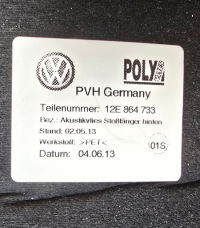 POLY
PVH Germany
Teilenummer: 12E 864 733
Bez.: Akustikvlies Stoßfänger hinten
Stand: 02.05.13
Werkstoff: >PET<
01S
Datum: 04.06.13